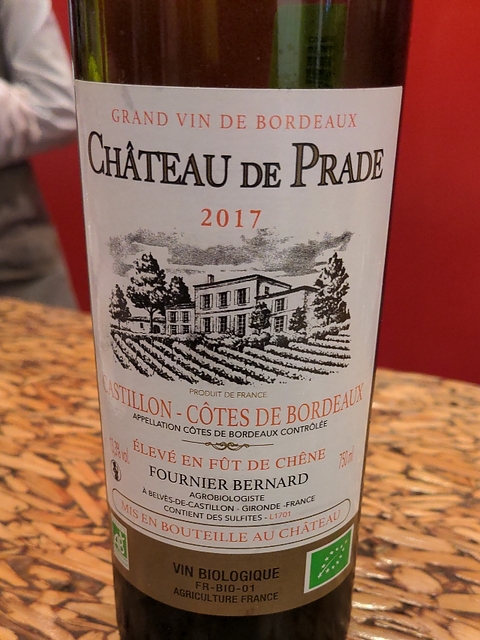 GRAND VIN DE BORDEAUX
CHÂTEAU DE PRADE
2017
PRODUIT DE FRANCE
CASTILLON - CÔTES DE BORDEAUX
APPELLATION CÔTES DE BORDEAUX CONTRÔLÉE
ÉLEVÉ EN FÛT DE CHÊNE
750ml
FOURNIER BERNARD
AGROBIOLOGISTE
À BELVÈS-DE-CASTILLON - GIRONDE -FRANCE
CONTIENT DES SULFITES - L1701
MIS EN BOUTEILLE AU CHÂTEAU
AB
VIN BIOLOGIQUE
FR-BIO-01
AGRICULTURE FRANCE